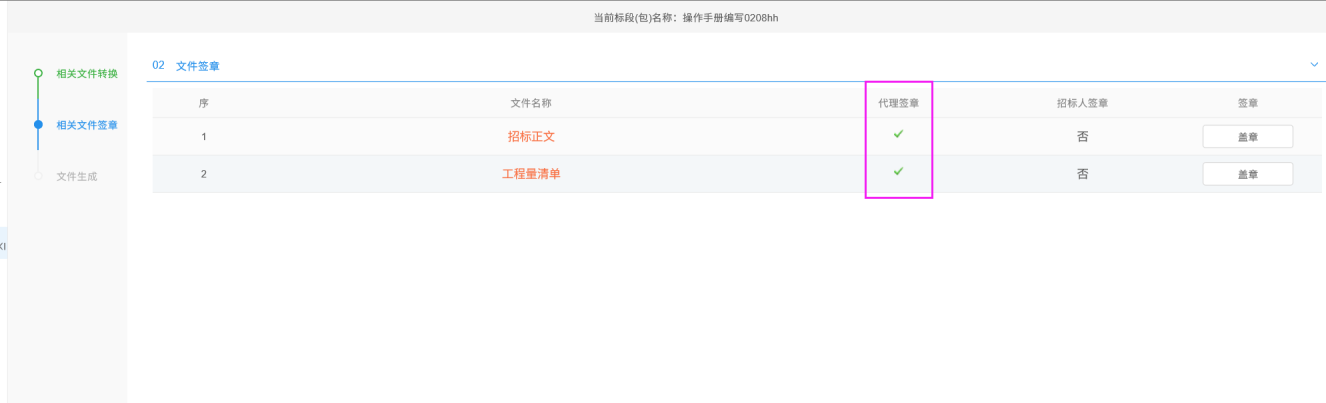 当前标段(包)名称：操作手册编写0208hh
相关文件转换
相关文件签章
文件生成
02 文件签章
序 文件名称 代理签章 招标人签章 签章
1 招标正文 否 盖章
2 工程量清单 否 盖章